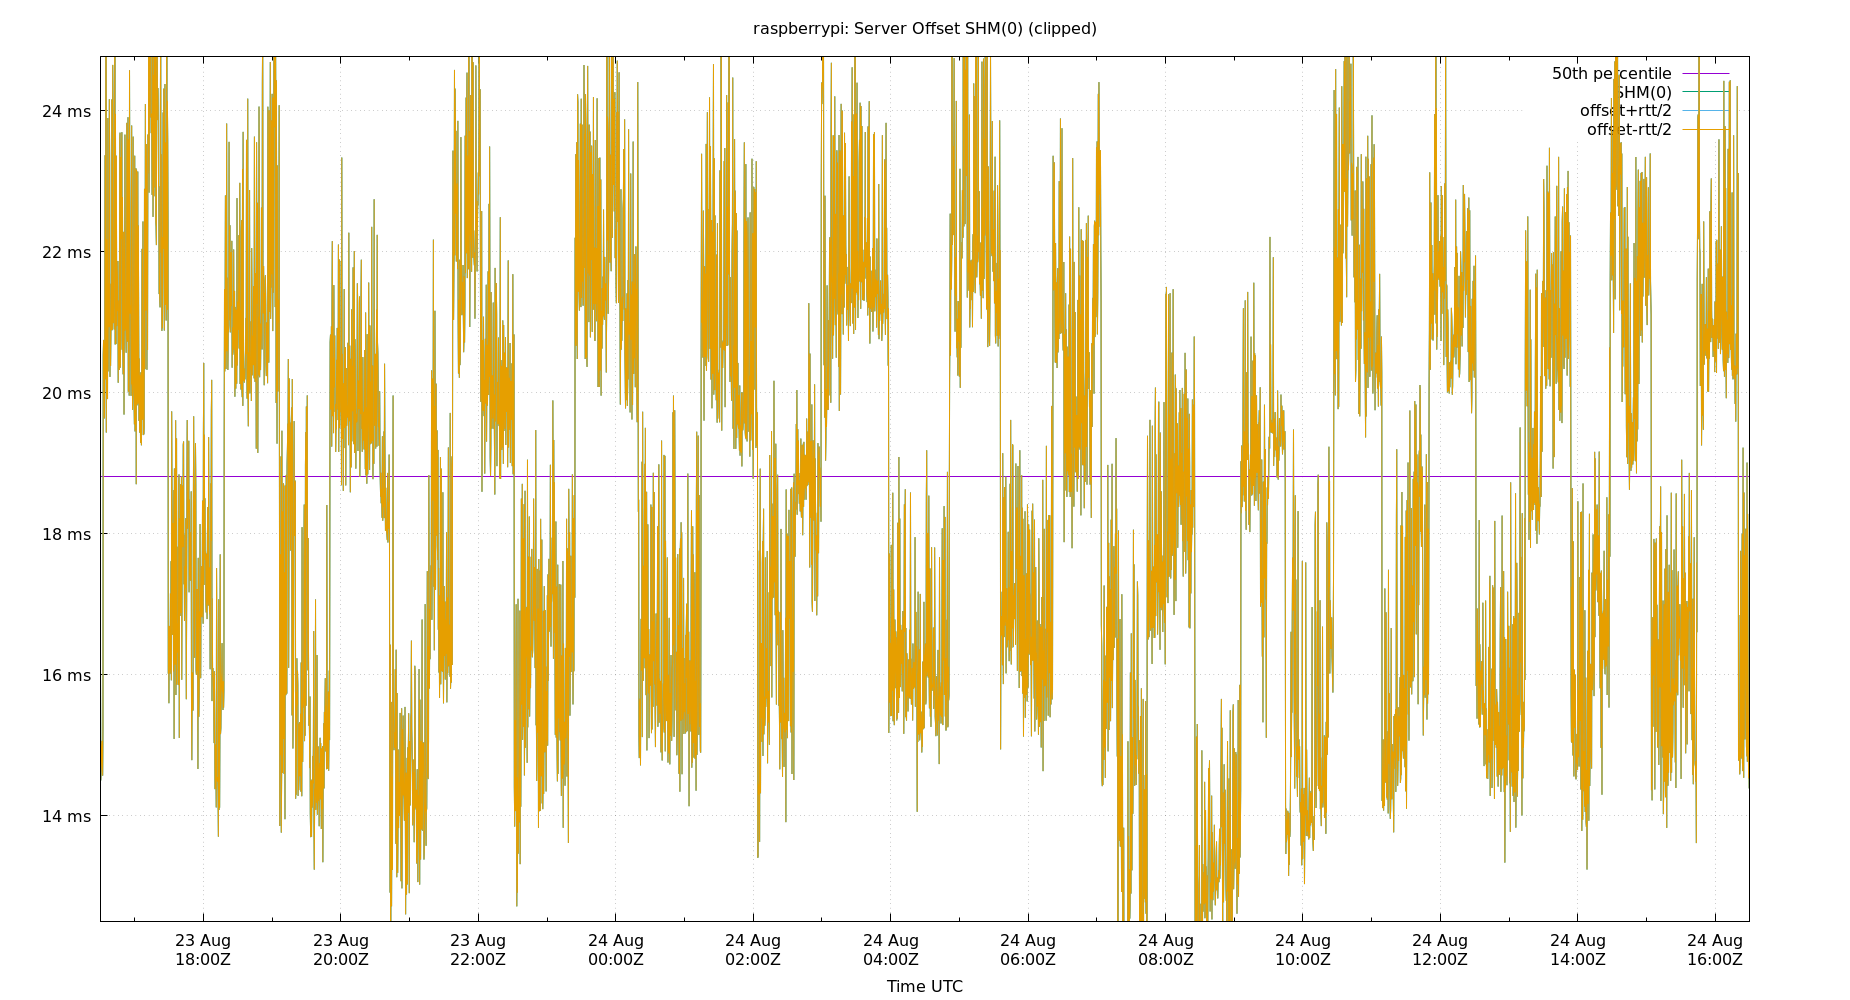 raspberrypi: Server Offset SHM(0) (clipped)
50th percentile
SHM(0)
offset+rtt/2
offset-rtt/2
24 ms
22 ms
20 ms
18 ms
16 ms
14 ms
23 Aug 23 Aug 23 Aug 24 Aug 24 Aug 24 Aug 24 Aug 24 Aug 24 Aug 24 Aug 24 Aug 24 Aug
18:00Z 20:00Z 22:00Z 00:00Z 02:00Z 04:00Z 06:00Z 08:00Z 10:00Z 12:00Z 14:00Z 16:00Z
Time UTC